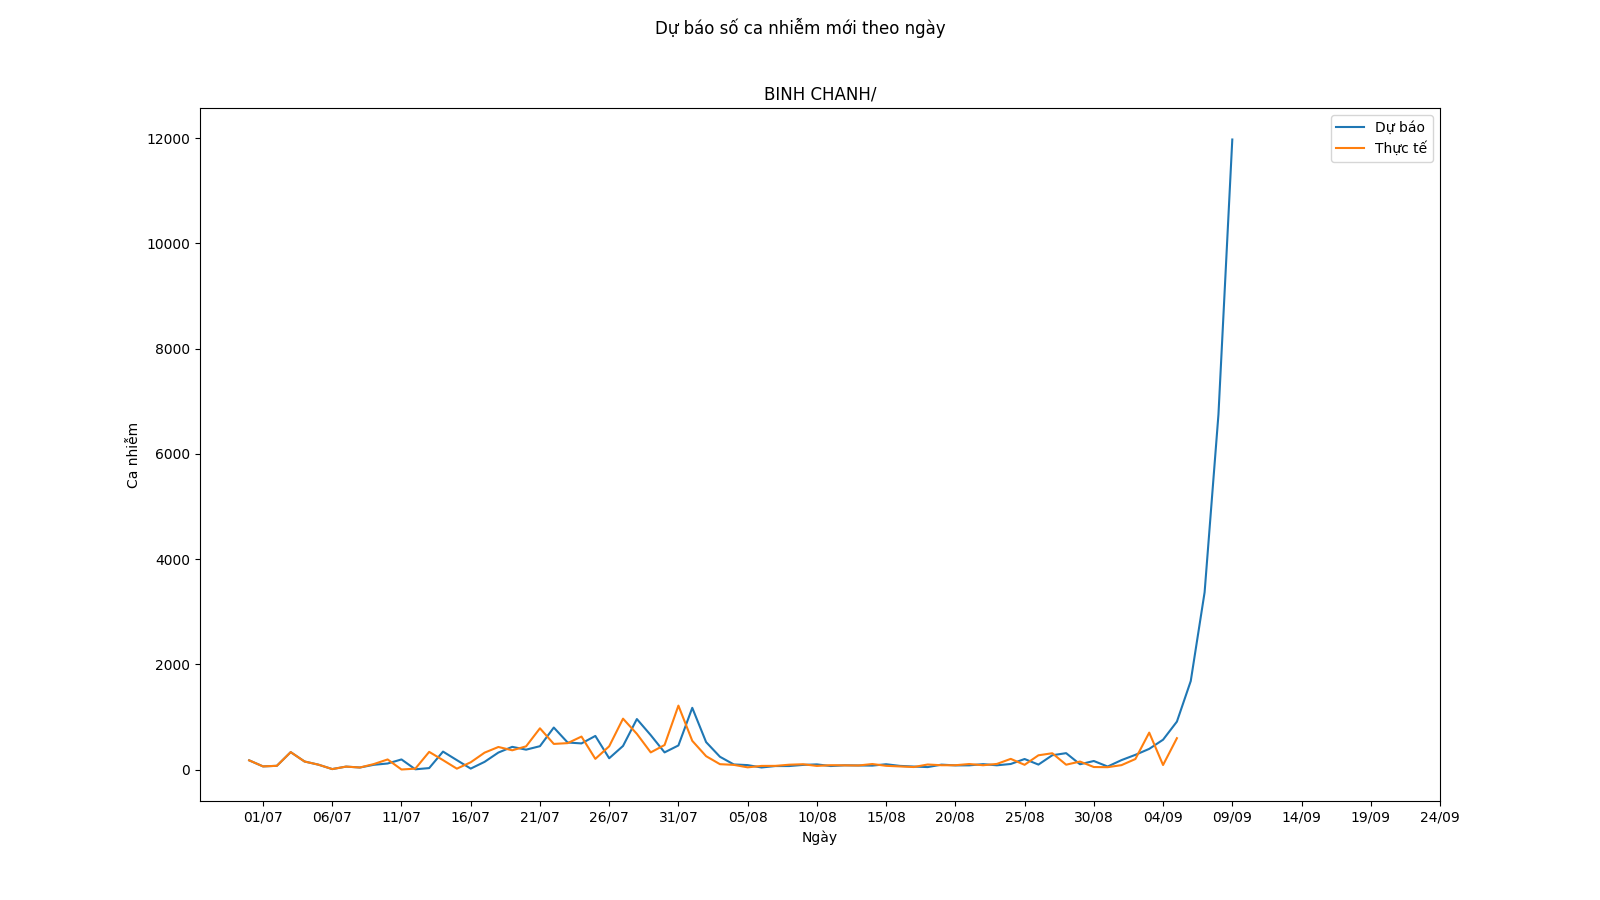 Dự báo số ca nhiễm mới theo ngày
BINH CHANH/
Dự báo
Thực tế
12000
10000
8000
6000
4000
2000
0
Ca nhiễm
01/07 06/07 11/07 16/07 21/07 26/07 31/07 05/08 10/08 15/08 20/08 25/08 30/08 04/09 09/09 14/09 19/09 24/09
Ngày